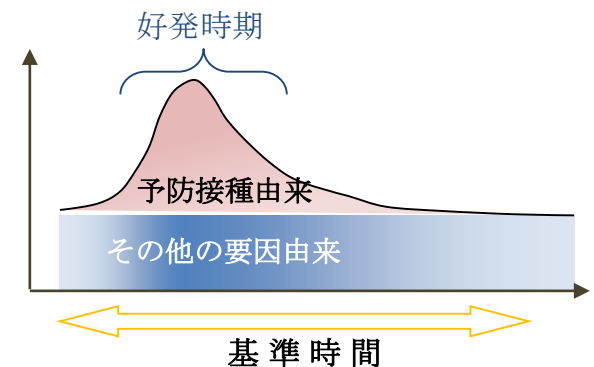 好発時期
予防接種由来
その他の要因由来
基準時間